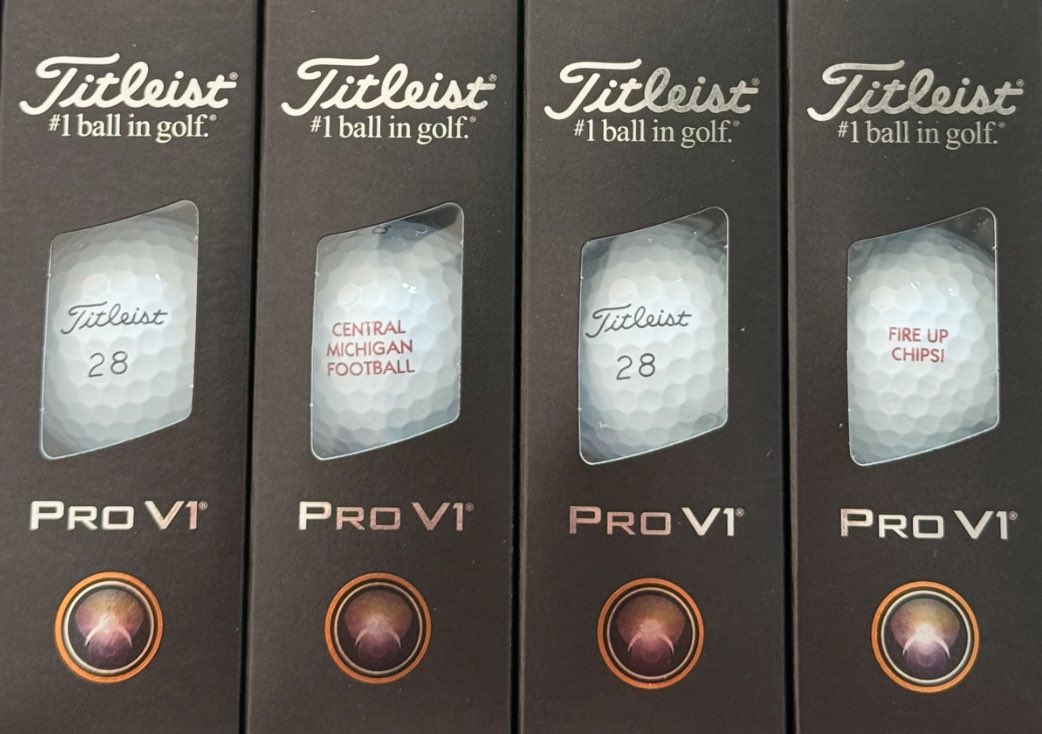 Titleist®
#1 ball in golf.®
Titleist
28
PRO V1®
Titleist®
#1 ball in golf.®
CENTRAL
MICHIGAN
FOOTBALL
PRO V1®
Titleist®
#1 ball in golf.®
Titleist
28
PRO V1®
Titleist®
#1 ball in golf.®
FIRE UP
CHIPS!
PRO V1®